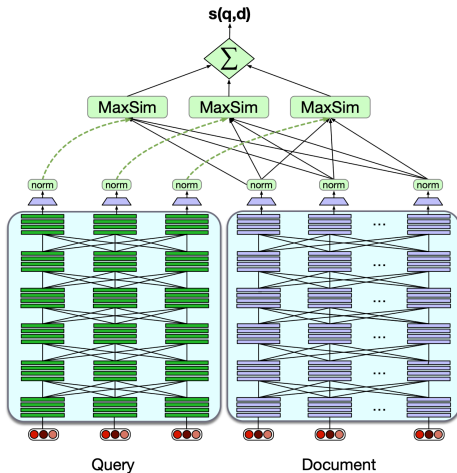 s(q,d)
Σ
MaxSim MaxSim MaxSim
norm norm norm norm norm norm
...
...
...
...
...
...
Query Document